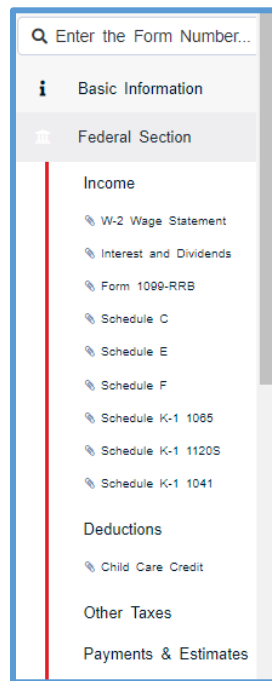 Enter the Form Number...
Basic Information
Federal Section
Income
W-2 Wage Statement
Interest and Dividends
Form 1099-RRB
Schedule C
Schedule E
Schedule F
Schedule K-1 1065
Schedule K-1 1120S
Schedule K-1 1041
Deductions
Child Care Credit
Other Taxes
Payments & Estimates